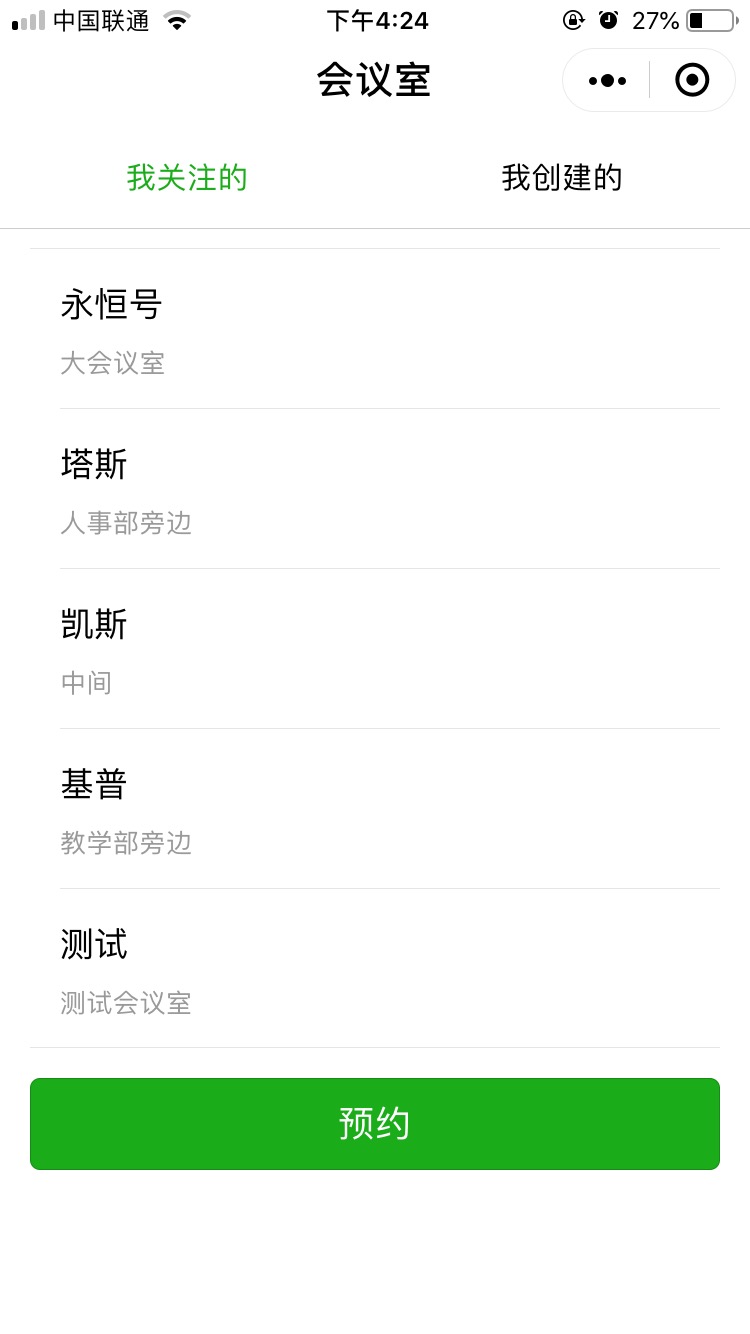 中国联通 下午4:24 27%
会议室
我关注的 我创建的
永恒号
大会议室
塔斯
人事部旁边
凯斯
中间
基普
教学部旁边
测试
测试会议室
预约